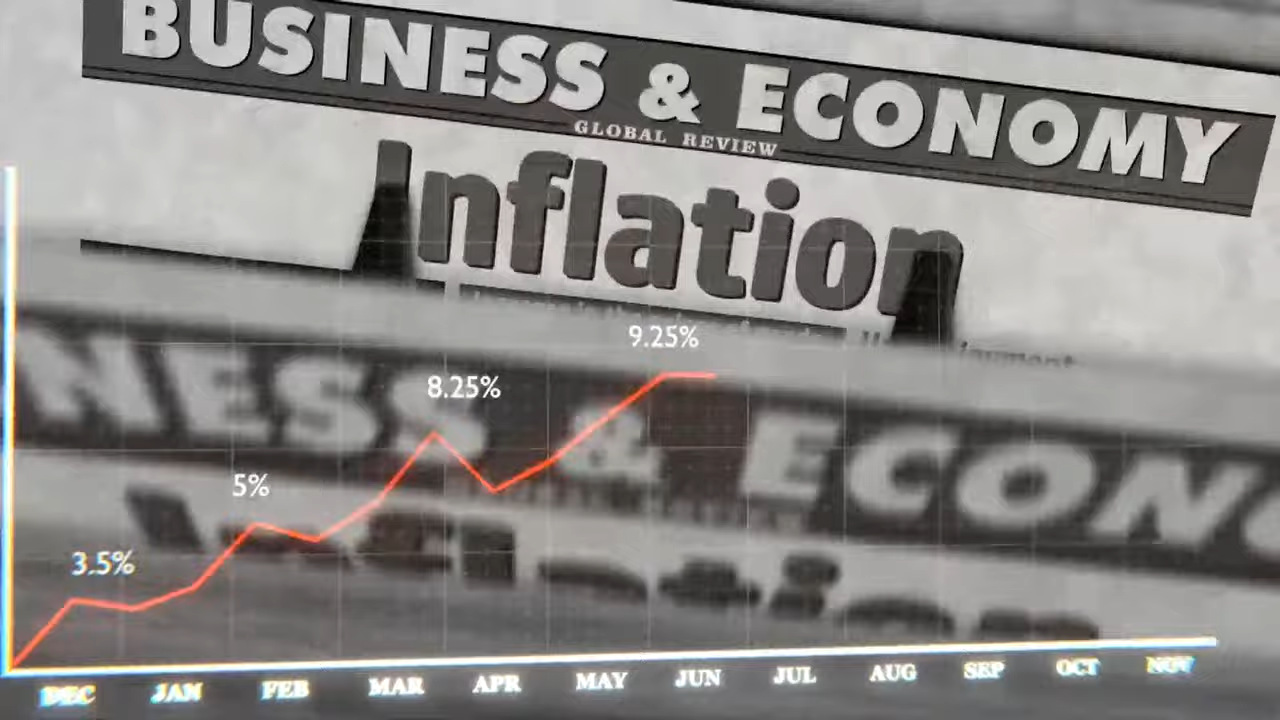 BUSINESS & ECONOMY
GLOBAL REVIEW
Inflation
9.25%
NESS & ECON
8.25%
5%
3.5%
DEC JAN FEB MAR APR MAY JUN JUL AUG SEP OCT NOV